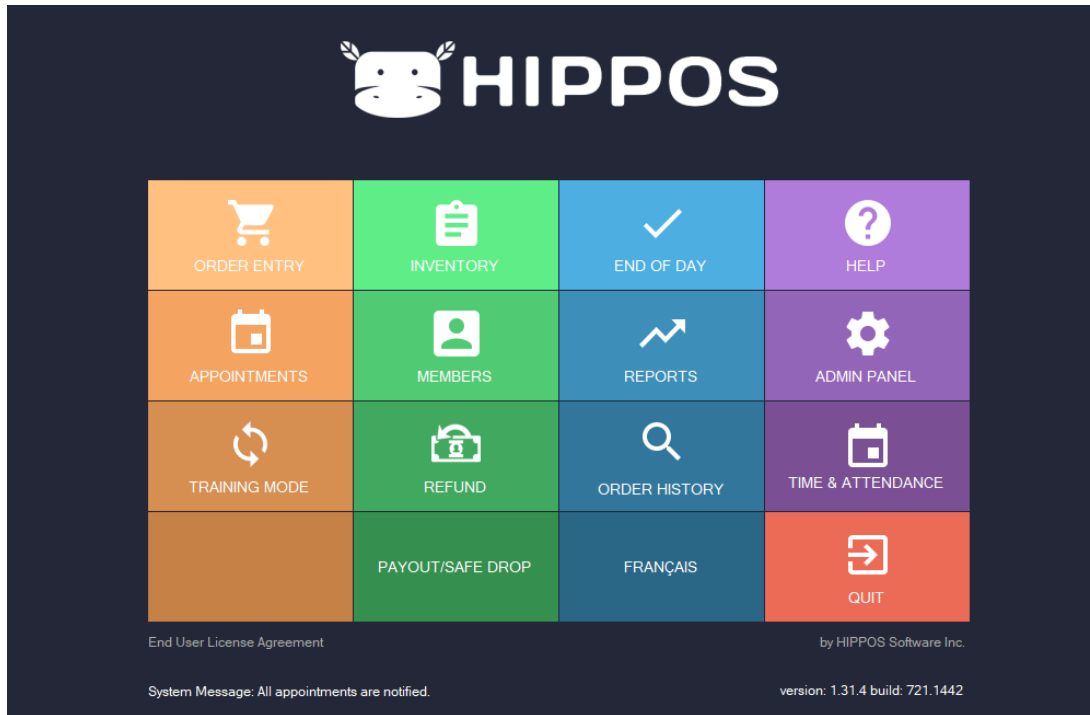 HIPPOS
ORDER ENTRY
INVENTORY
END OF DAY
HELP
APPOINTMENTS
MEMBERS
REPORTS
ADMIN PANEL
TRAINING MODE
REFUND
ORDER HISTORY
TIME & ATTENDANCE
PAYOUT/SAFE DROP
FRANÇAIS
QUIT
End User License Agreement
by HIPPOS Software Inc.
System Message: All appointments are notified.
version: 1.31.4 build: 721.1442